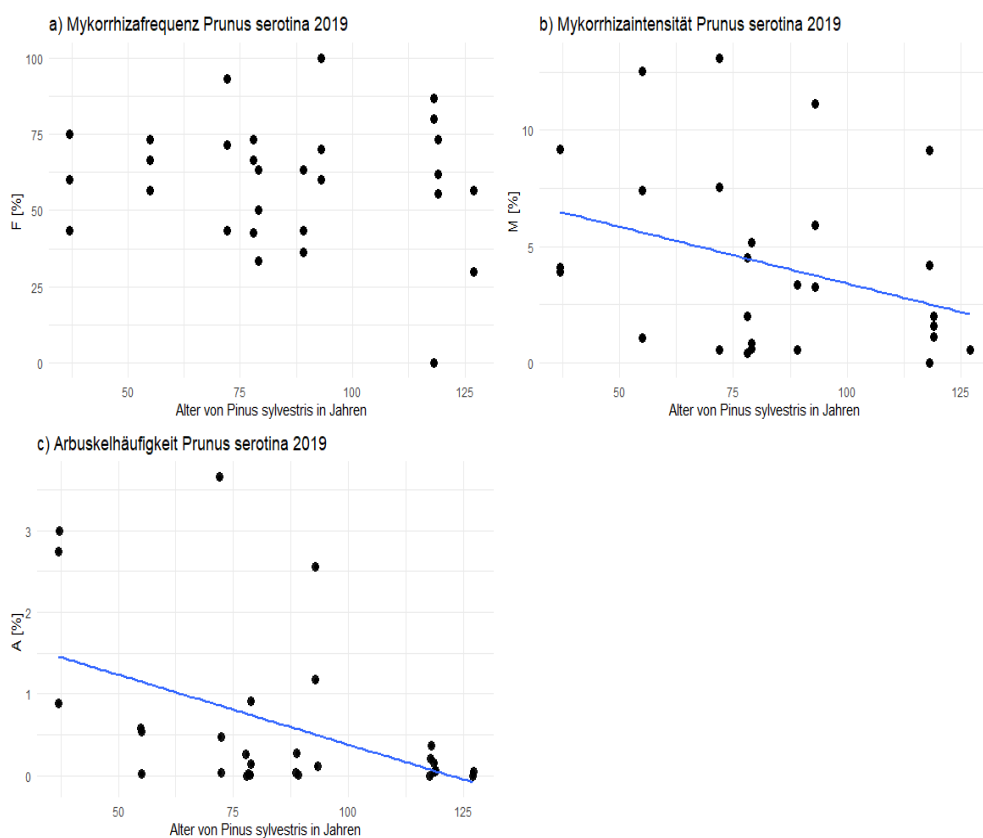 a) Mykorrhizafrequenz Prunus serotina 2019
100
75
50
25
0
F [%]
50
75
100
125
Alter von Pinus sylvestris in Jahren
b) Mykorrhizaintensität Prunus serotina 2019
10
5
0
M [%]
50
75
100
125
Alter von Pinus sylvestris in Jahren
c) Arbuskelhäufigkeit Prunus serotina 2019
3
2
1
0
A [%]
50
75
100
125
Alter von Pinus sylvestris in Jahren